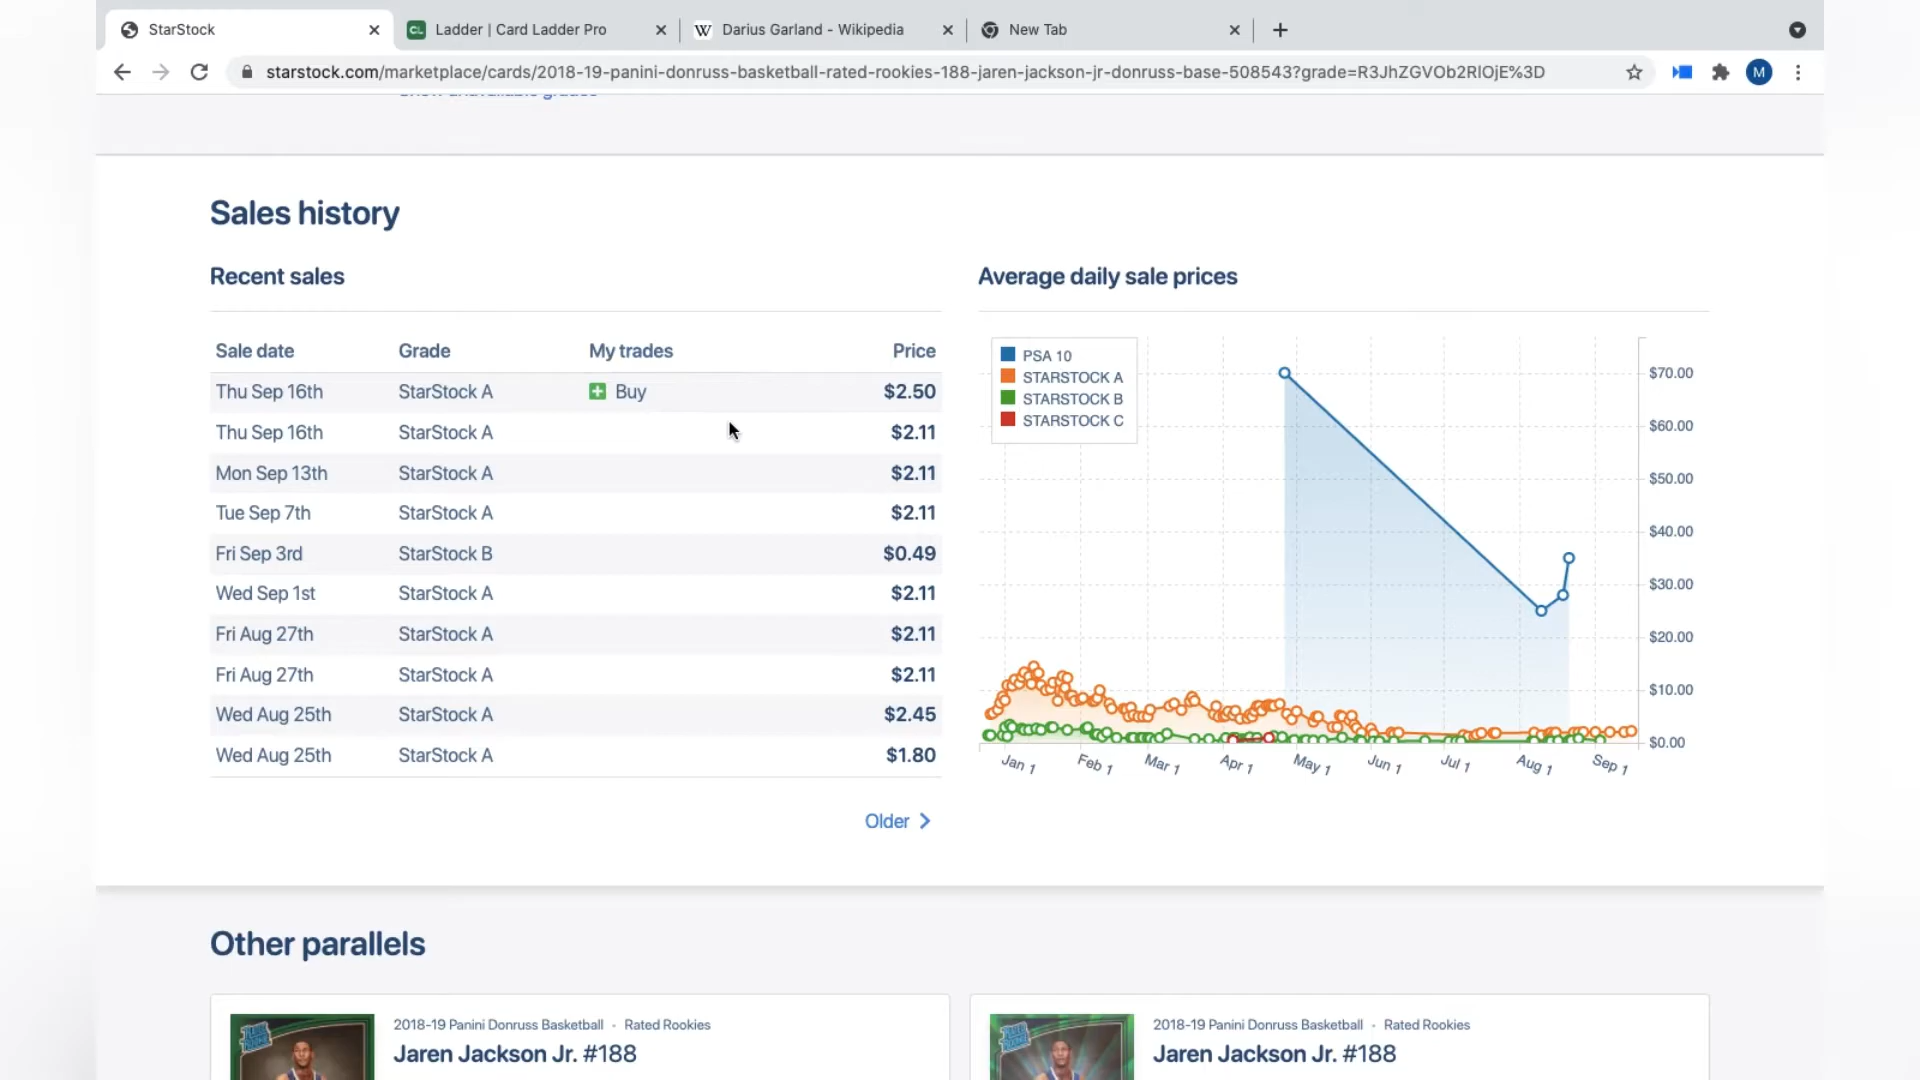 StarStock
Ladder | Card Ladder Pro
Darius Garland - Wikipedia
New Tab
starstock.com/marketplace/cards/2018-19-panini-donruss-basketball-rated-rookies-188-jaren-jackson-jr-donruss-base-508543?grade=R3JhZGVOb2RlOjE%3D
M
Sales history
Recent sales
Sale date Grade My trades Price
Thu Sep 16th StarStock A Buy $2.50
Thu Sep 16th StarStock A $2.11
Mon Sep 13th StarStock A $2.11
Tue Sep 7th StarStock A $2.11
Fri Sep 3rd StarStock B $0.49
Wed Sep 1st StarStock A $2.11
Fri Aug 27th StarStock A $2.11
Fri Aug 27th StarStock A $2.11
Wed Aug 25th StarStock A $2.45
Wed Aug 25th StarStock A $1.80
Older
Average daily sale prices
PSA 10
STARSTOCK A
STARSTOCK B
STARSTOCK C
$70.00
$60.00
$50.00
$40.00
$30.00
$20.00
$10.00
$0.00
Jan 1 Feb 1 Mar 1 Apr 1 May 1 Jun 1 Jul 1 Aug 1 Sep 1
Other parallels
2018-19 Panini Donruss Basketball · Rated Rookies
Jaren Jackson Jr. #188
2018-19 Panini Donruss Basketball · Rated Rookies
Jaren Jackson Jr. #188